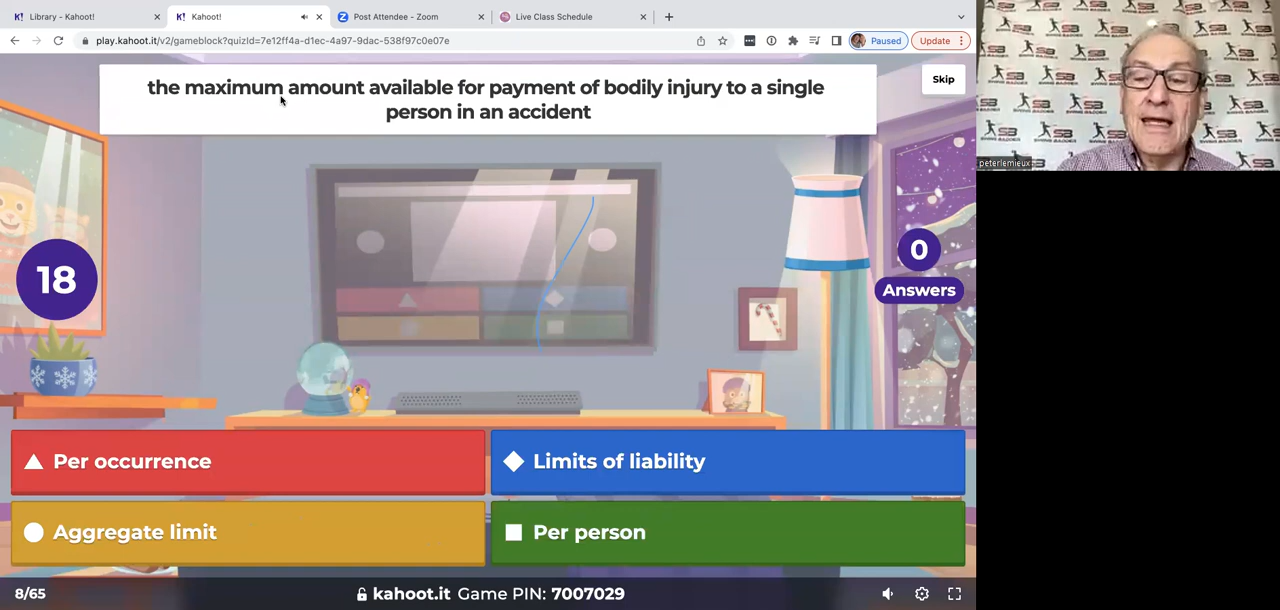 Library - Kahoot!
Kahoot!
Post Attendee - Zoom
Live Class Schedule
play.kahoot.it/v2/gameblock?quizId=7e12ff4a-d1ec-4a97-9dac-538f97c0e07e
Paused
Update
the maximum amount available for payment of bodily injury to a single
person in an accident
Skip
peterlemieux
18
0
Answers
Per occurrence
Limits of liability
Aggregate limit
Per person
8/65
kahoot.it Game PIN: 7007029